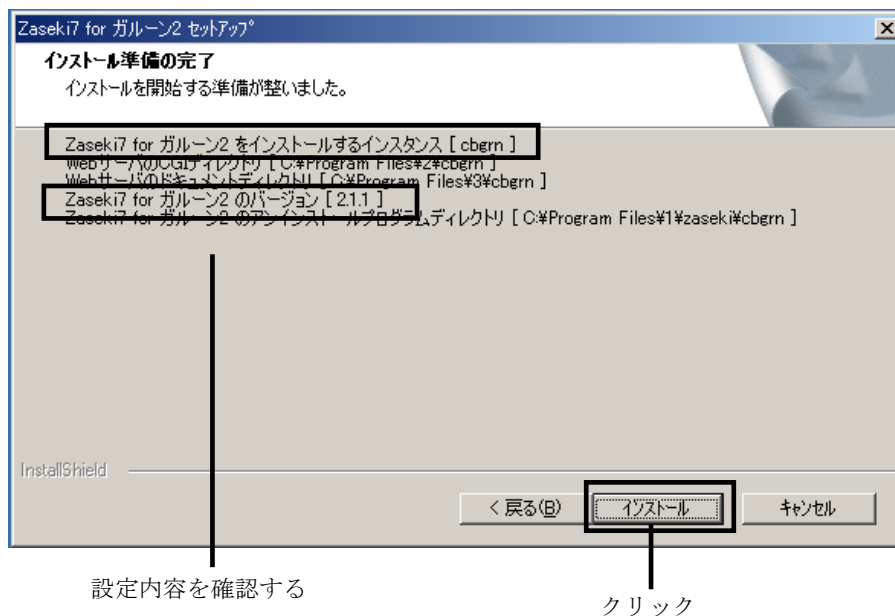 Zaseki7 for ガルーン2 セットアップ
インストール準備の完了
インストールを開始する準備が整いました。
Zaseki7 for ガルーン2 をインストールするインスタンス [ cbgrn ]
WebサーバのCGIディレクトリ [ C:¥Program Files¥2¥cbgrn ]
Webサーバのドキュメントディレクトリ [ C:¥Program Files¥3¥cbgrn ]
Zaseki7 for ガルーン2 のバージョン [ 2.1.1 ]
Zaseki7 for ガルーン2 のアンインストールプログラムディレクトリ [ C:¥Program Files¥1¥zaseki¥cbgrn ]
InstallShield
< 戻る(B) インストール キャンセル
設定内容を確認する
クリック